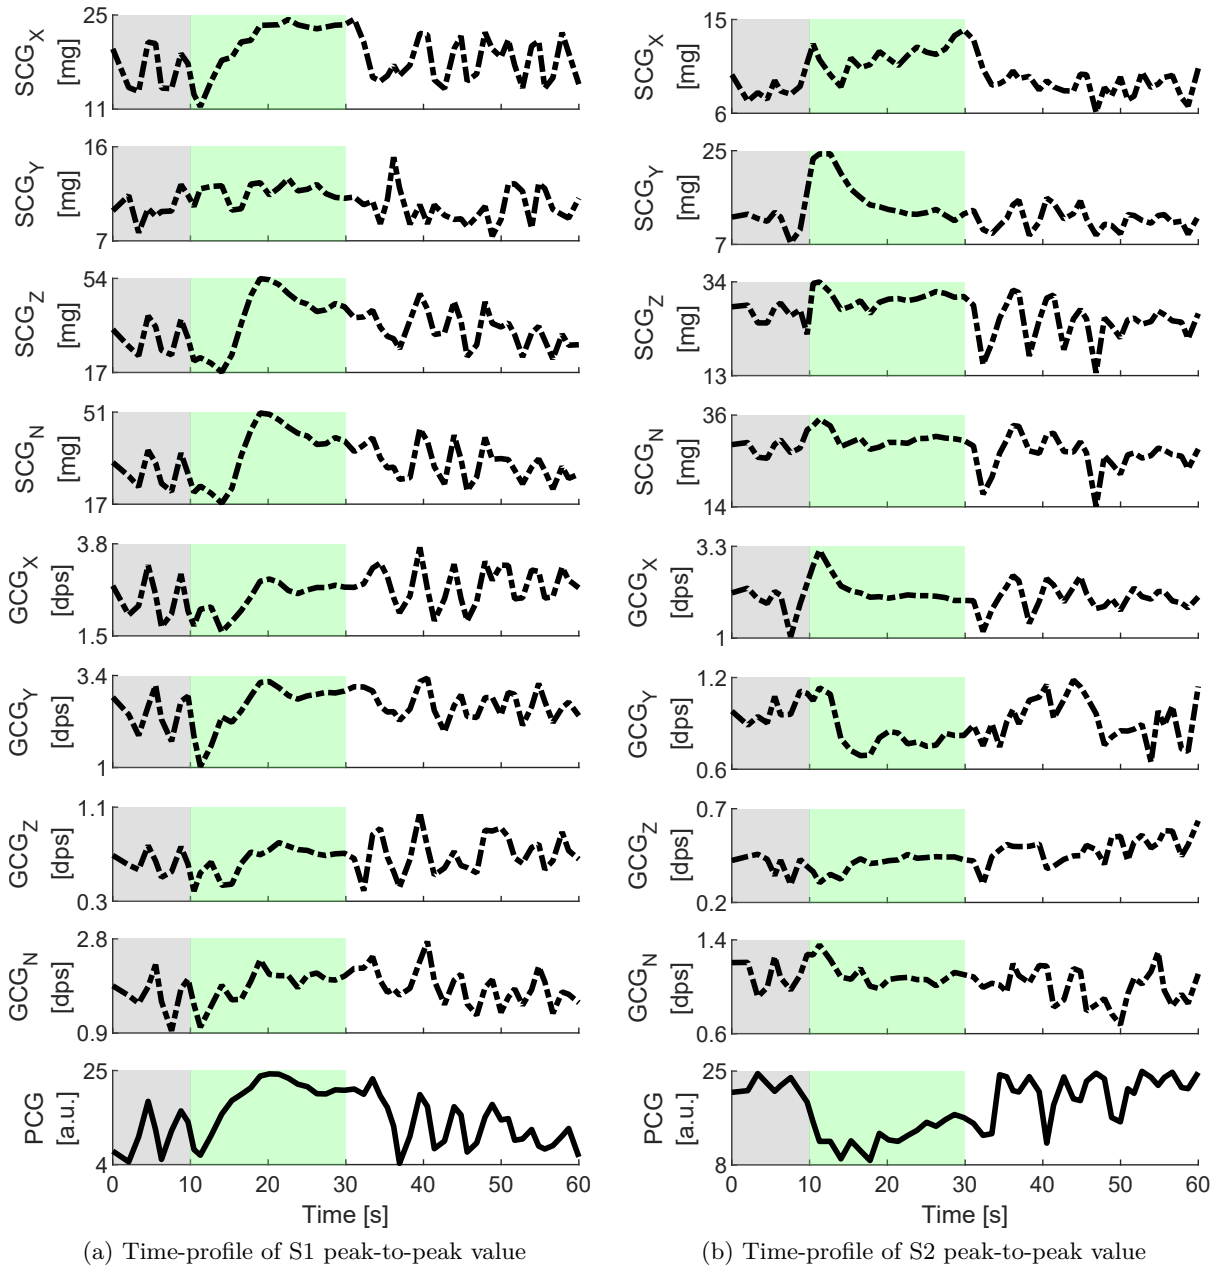 25
SCG_X
[mg]
11
16
SCG_Y
[mg]
7
54
SCG_Z
[mg]
17
51
SCG_N
[mg]
17
3.8
GCG_X
[dps]
1.5
3.4
GCG_Y
[dps]
1
1.1
GCG_Z
[dps]
0.3
2.8
GCG_N
[dps]
0.9
25
PCG
[a.u.]
4
0 10 20 30 40 50 60
Time [s]
(a) Time-profile of S1 peak-to-peak value
15
SCG_X
[mg]
6
25
SCG_Y
[mg]
7
34
SCG_Z
[mg]
13
36
SCG_N
[mg]
14
3.3
GCG_X
[dps]
1
1.2
GCG_Y
[dps]
0.6
0.7
GCG_Z
[dps]
0.2
1.4
GCG_N
[dps]
0.6
25
PCG
[a.u.]
8
0 10 20 30 40 50 60
Time [s]
(b) Time-profile of S2 peak-to-peak value